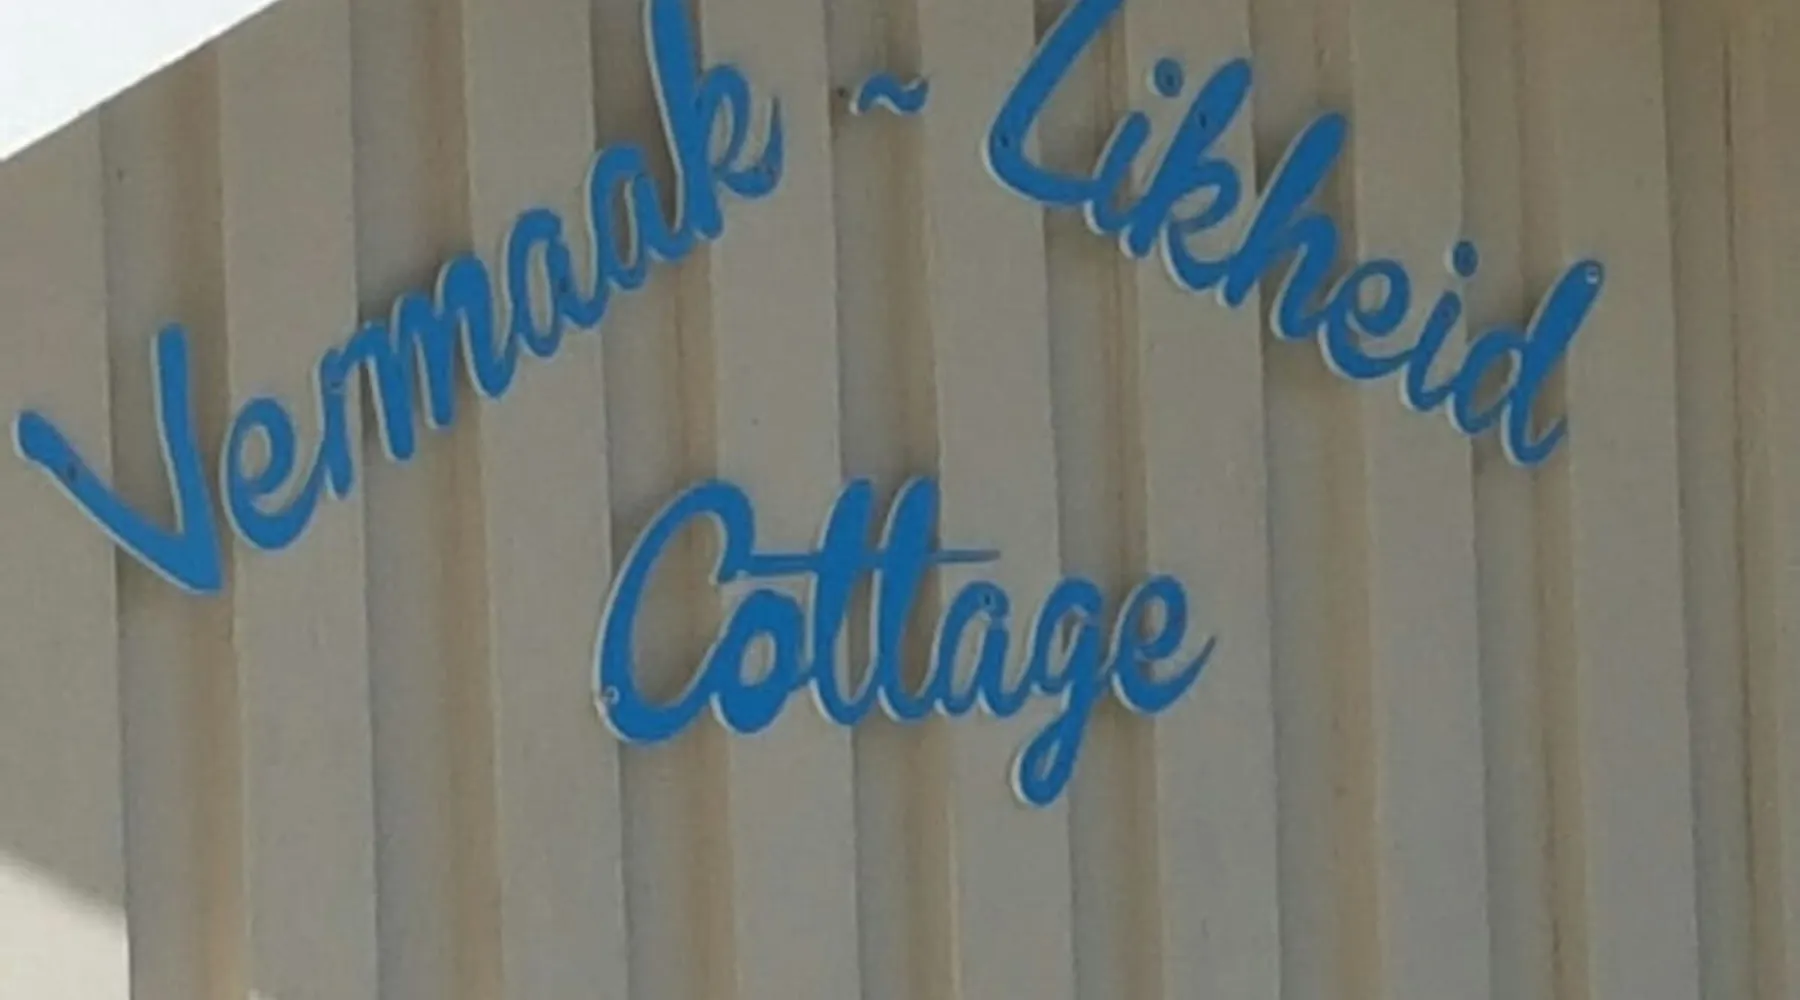 Vermaak ~ Likheid
Cottage